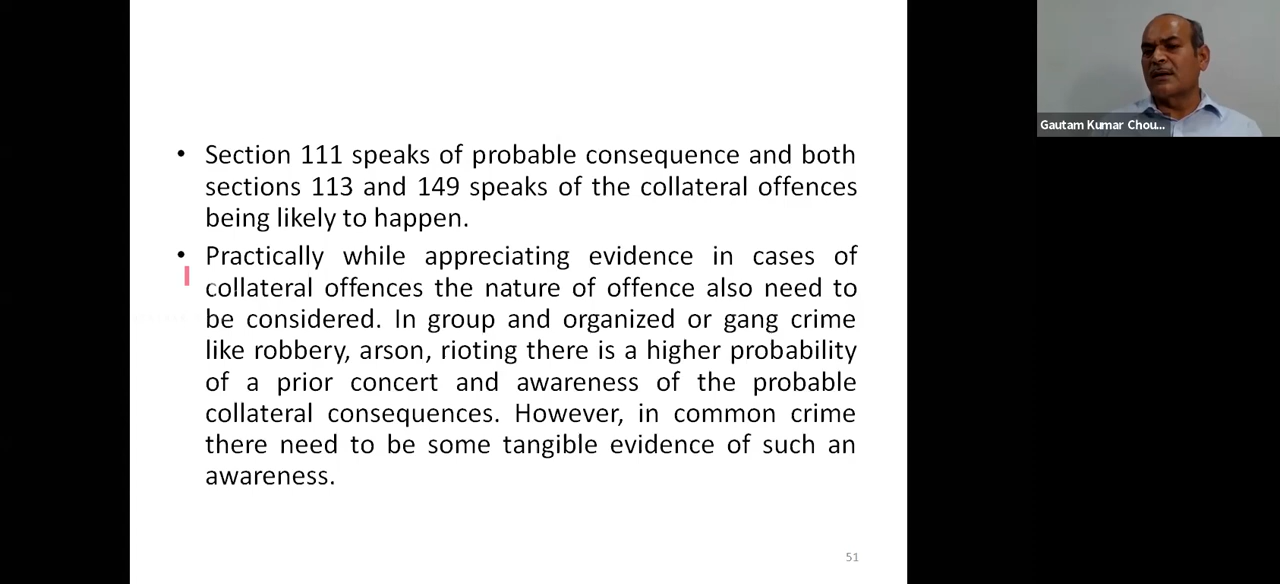 • Section 111 speaks of probable consequence and both
sections 113 and 149 speaks of the collateral offences
being likely to happen.
• Practically while appreciating evidence in cases of
collateral offences the nature of offence also need to
be considered. In group and organized or gang crime
like robbery, arson, rioting there is a higher probability
of a prior concert and awareness of the probable
collateral consequences. However, in common crime
there need to be some tangible evidence of such an
awareness.
51
Gautam Kumar Chou...